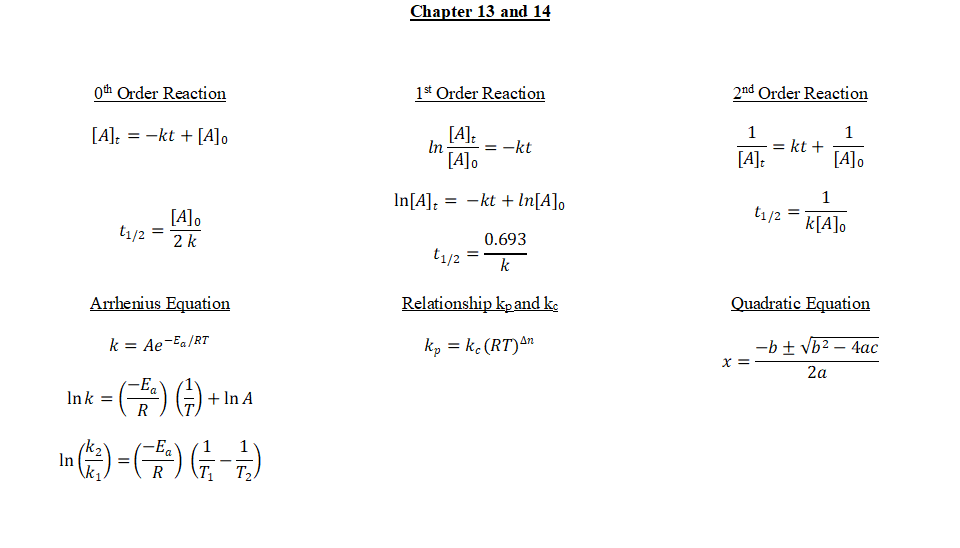 Chapter 13 and 14
0th Order Reaction
[A]t = −kt + [A]0
t1/2 = [A]0 / 2 k
1st Order Reaction
ln [A]t / [A]0 = −kt
ln[A]t = −kt + ln[A]0
t1/2 = 0.693 / k
2nd Order Reaction
1 / [A]t = kt + 1 / [A]0
t1/2 = 1 / k[A]0
Arrhenius Equation
k = Ae^−Ea/RT
ln k = (−Ea / R) (1 / T) + ln A
ln (k2 / k1) = (−Ea / R) (1 / T1 − 1 / T2)
Relationship kp and kc
kp = kc(RT)^Δn
Quadratic Equation
x = −b ± √b² − 4ac / 2a